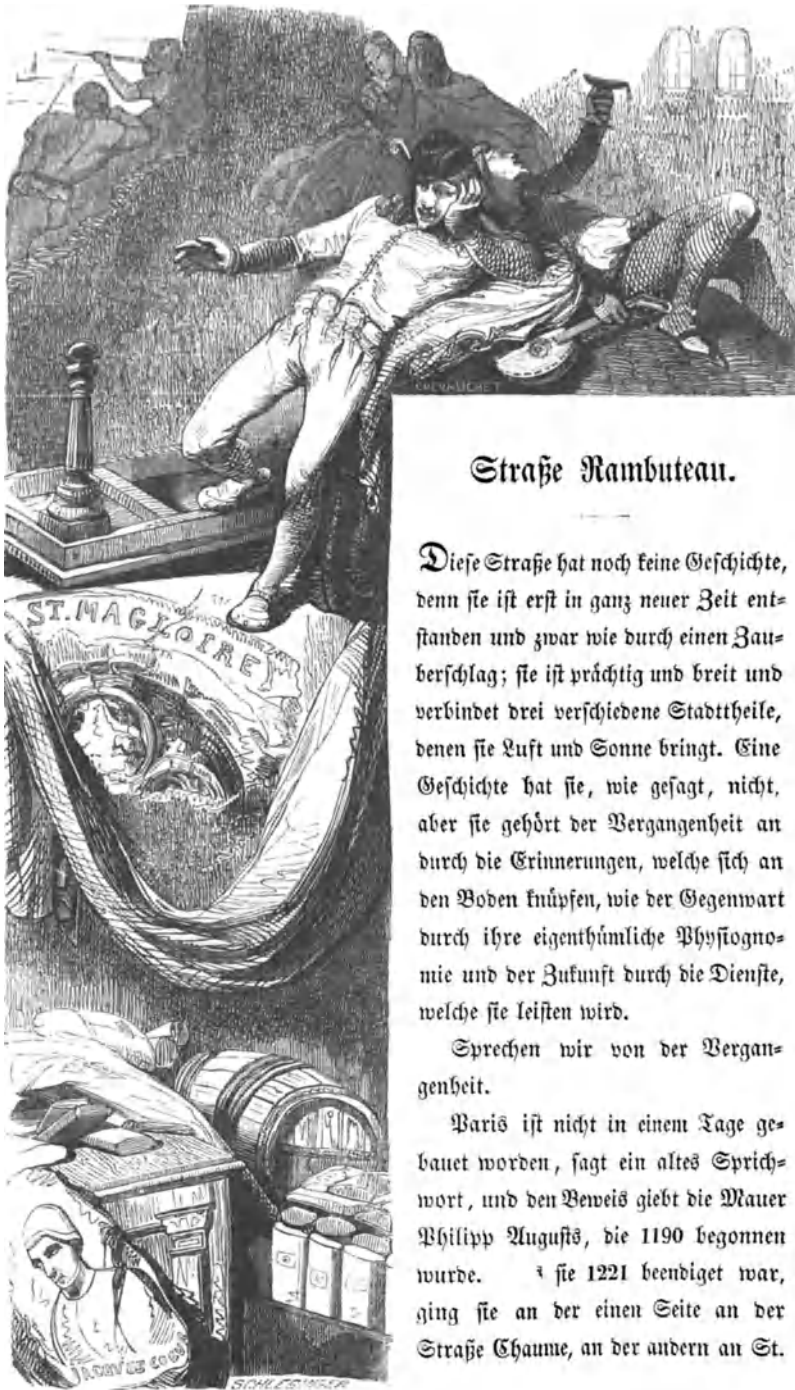 CHEVAUCHET
ST. MAGLOIRE
Straße Rambuteau.
Diese Straße hat noch keine Geschichte,
denn sie ist erst in ganz neuer Zeit ent=
standen und zwar wie durch einen Zau=
berschlag; sie ist prächtig und breit und
verbindet drei verschiedene Stadttheile,
denen sie Luft und Sonne bringt. Eine
Geschichte hat sie, wie gesagt, nicht,
aber sie gehört der Vergangenheit an
durch die Erinnerungen, welche sich an
den Boden knüpfen, wie der Gegenwart
durch ihre eigenthümliche Physiogno=
mie und der Zukunft durch die Dienste,
welche sie leisten wird.
Sprechen wir von der Vergan=
genheit.
Paris ist nicht in einem Tage ge=
bauet worden, sagt ein altes Sprich=
wort, und den Beweis giebt die Mauer
Philipp Augusts, die 1190 begonnen
wurde. sie 1221 beendiget war,
ging sie an der einen Seite an der
Straße Chaume, an der andern an St.
JACQUES COEUR
SCHLESINGER